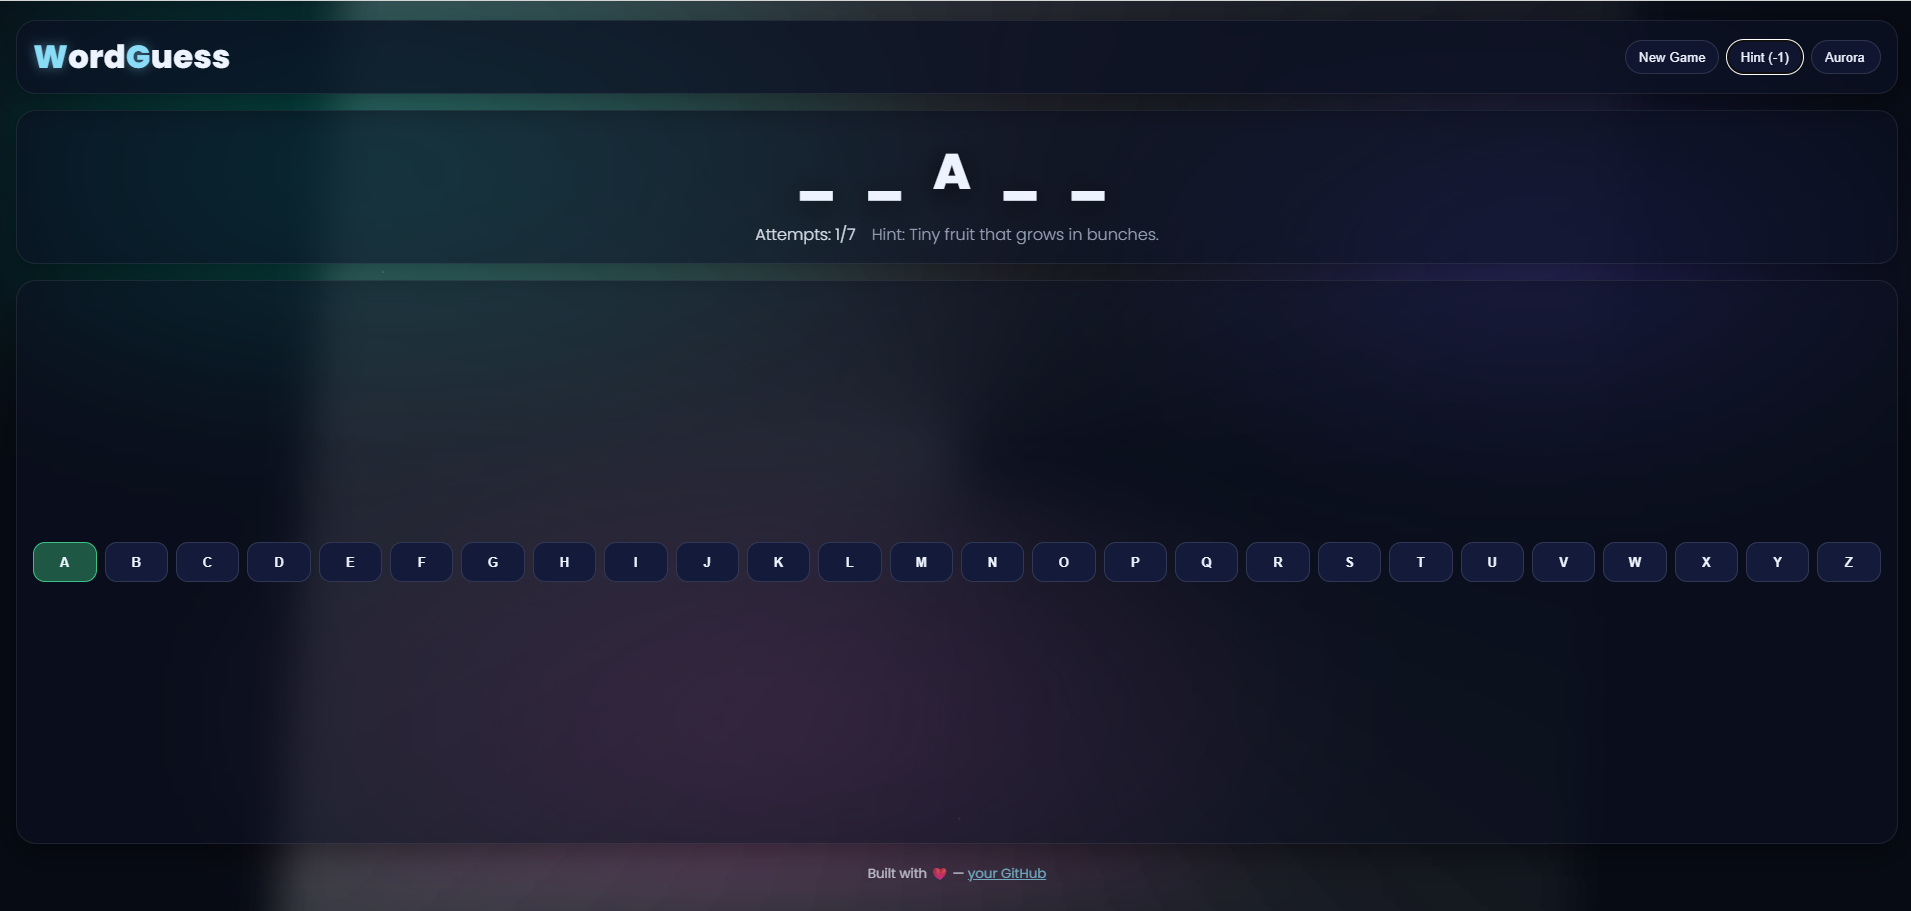 WordGuess
New Game Hint (-1) Aurora
_ _ A _ _
Attempts: 1/7 Hint: Tiny fruit that grows in bunches.
A B C D E F G H I J K L M N O P Q R S T U V W X Y Z
Built with 💗 — your GitHub